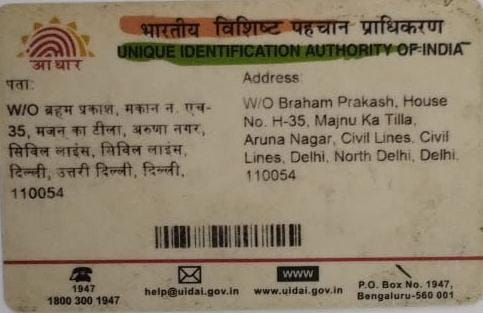 भारतीय विशिष्ट पहचान प्राधिकरण
UNIQUE IDENTIFICATION AUTHORITY OF INDIA
आधार
पता:
W/O ब्रहम प्रकाश, मकान न. एच-
35, मजनू का टीला, अरुणा नगर,
सिविल लाइंस, सिविल लाइंस,
दिल्ली, उत्तरी दिल्ली, दिल्ली,
110054
Address:
W/O Braham Prakash, House
No. H-35, Majnu Ka Tilla,
Aruna Nagar, Civil Lines, Civil
Lines, Delhi, North Delhi, Delhi,
110054
1947
1800 300 1947
help@uidai.gov.in
www
www.uidai.gov.in
P.O. Box No. 1947,
Bengaluru-560 001